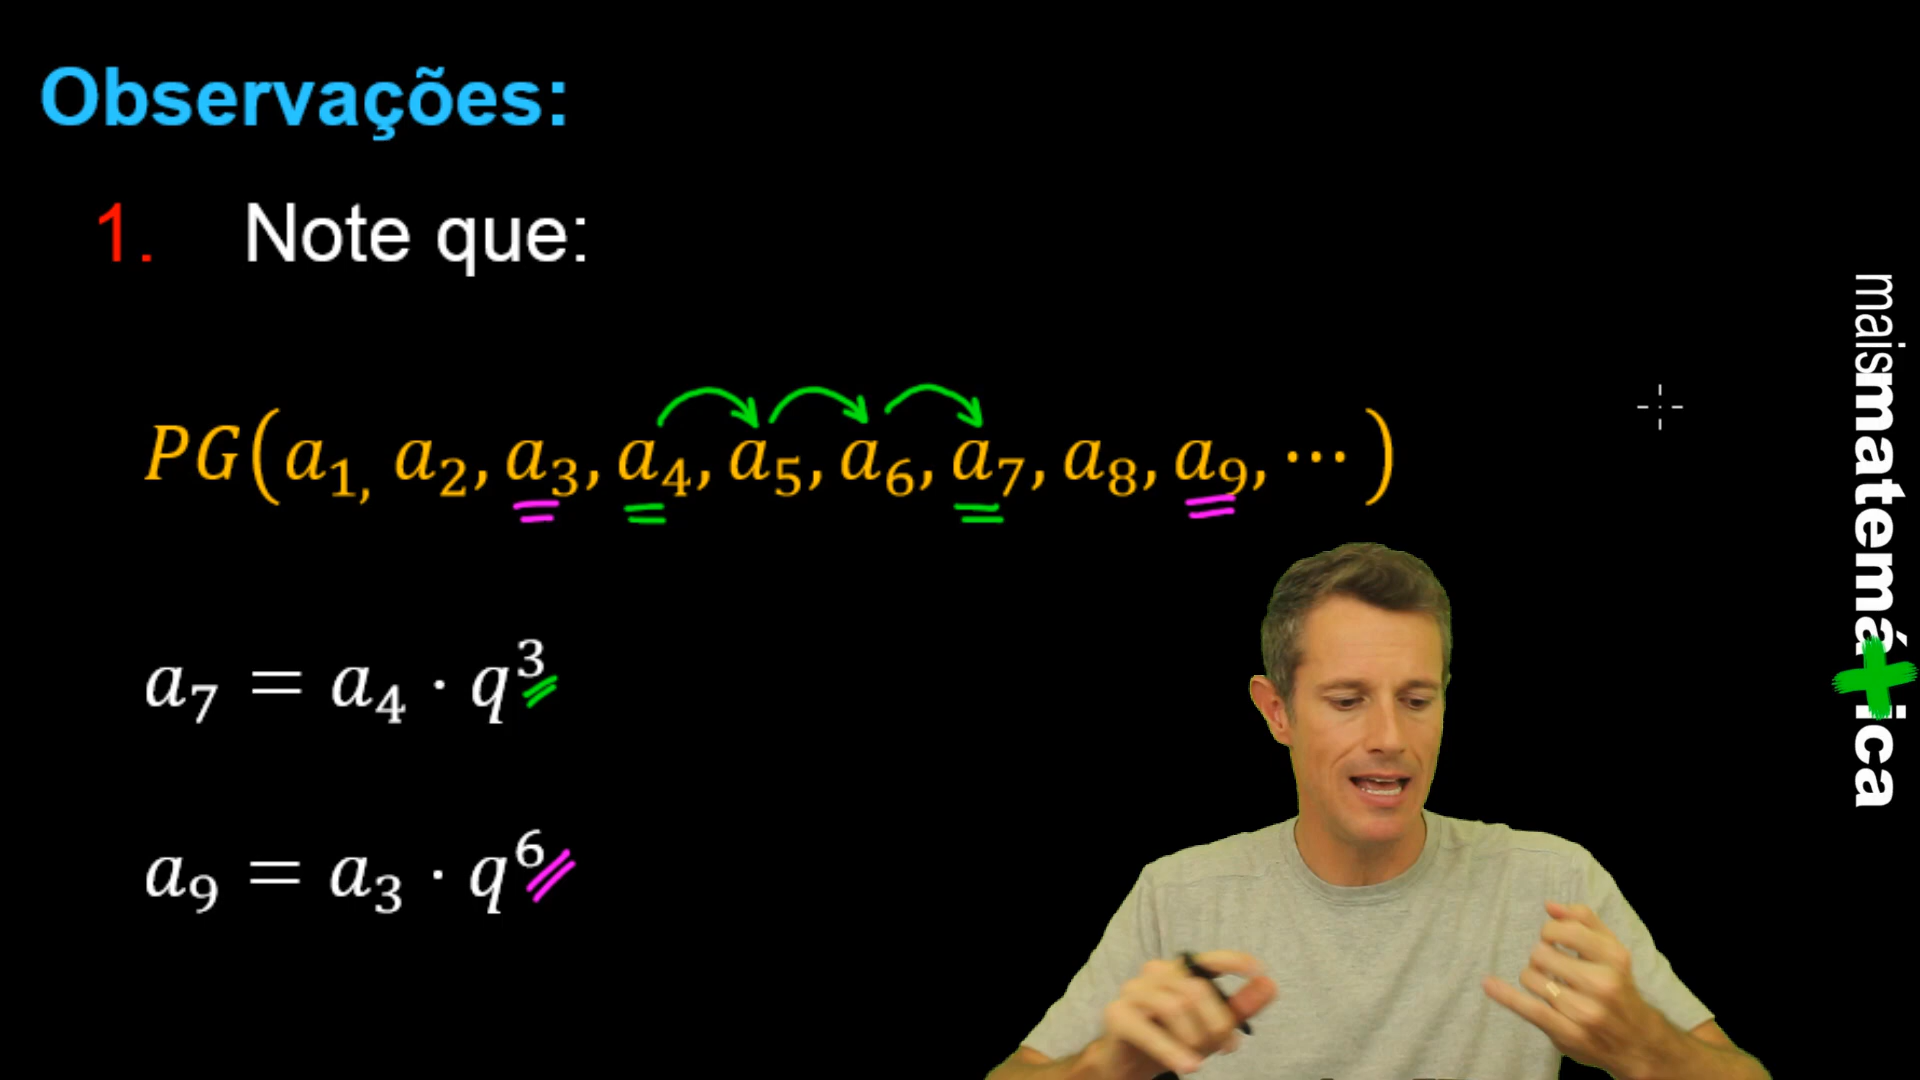 Observações:
1. Note que:
PG(a₁, a₂, a₃, a₄, a₅, a₆, a₇, a₈, a₉, ⋯)
a₇ = a₄ · q³
a₉ = a₃ · q⁶
maismatemática